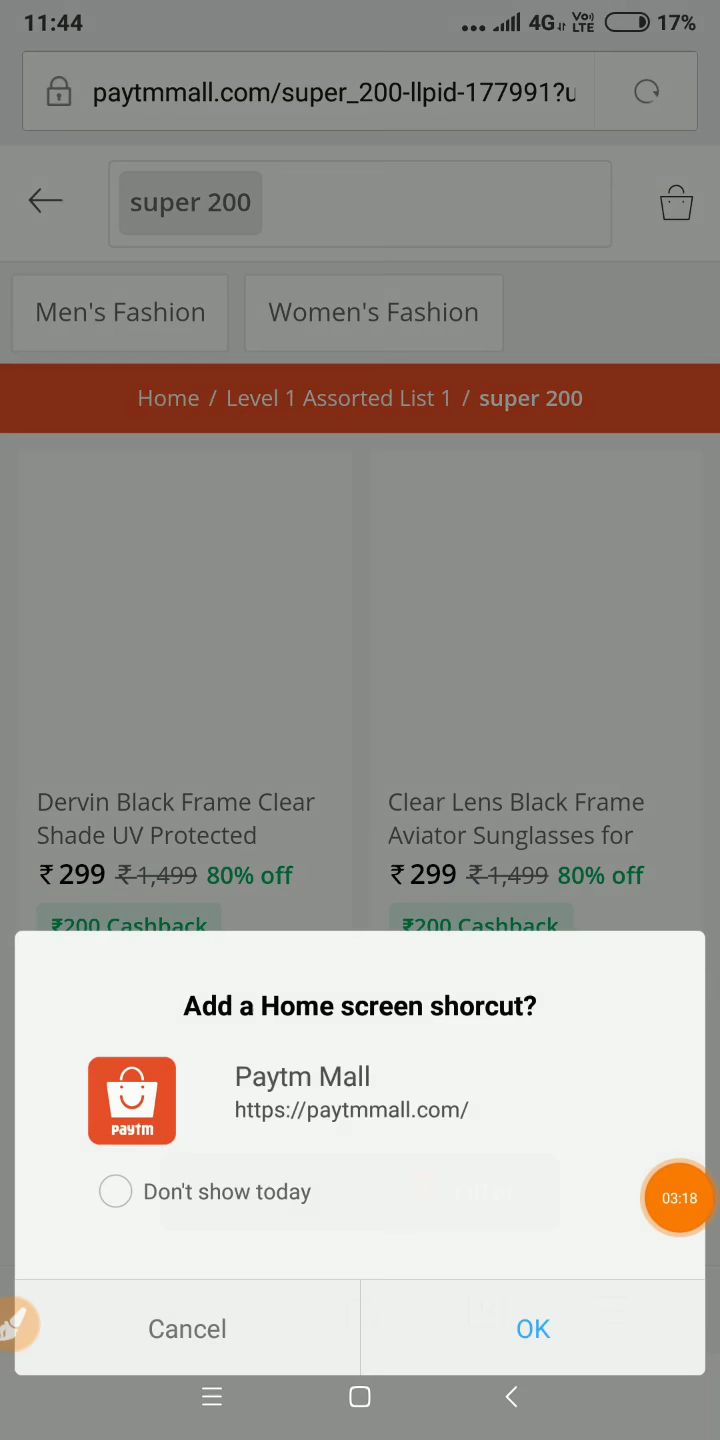 11:44
4G VoLTE 17%
paytmmall.com/super_200-llpid-177991?u
super 200
Men's Fashion
Women's Fashion
Home / Level 1 Assorted List 1 / super 200
Dervin Black Frame Clear
Shade UV Protected
₹299 ₹1,499 80% off
₹200 Cashback
Clear Lens Black Frame
Aviator Sunglasses for
₹299 ₹1,499 80% off
₹200 Cashback
Add a Home screen shorcut?
paytm
Paytm Mall
https://paytmmall.com/
Don't show today
03:18
Cancel
OK